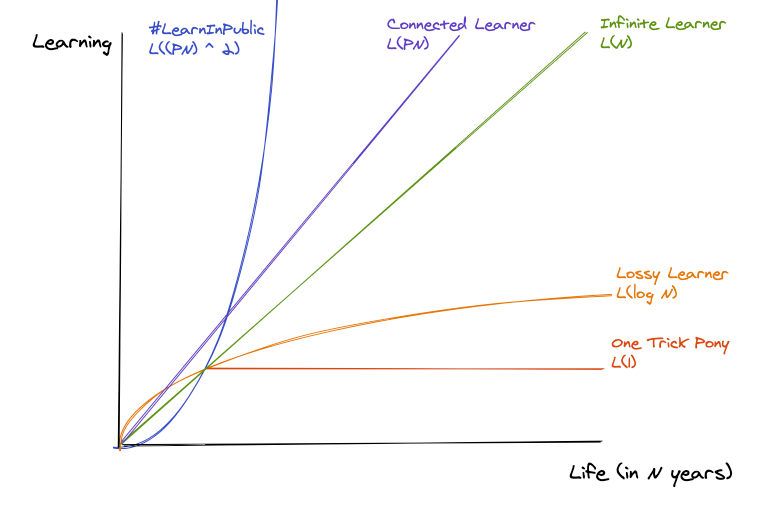 Learning
#LearnInPublic
L((PN) ^ 2)
Connected Learner
L(PN)
Infinite Learner
L(N)
Lossy Learner
L(log N)
One Trick Pony
L(1)
Life (in N years)